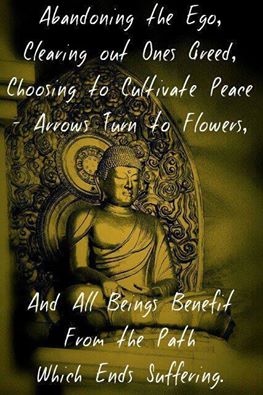 Abandoning the Ego,
Clearing out Ones Greed,
Choosing to Cultivate Peace
- Arrows Turn to Flowers,
And All Beings Benefit
From the Path
Which Ends Suffering.